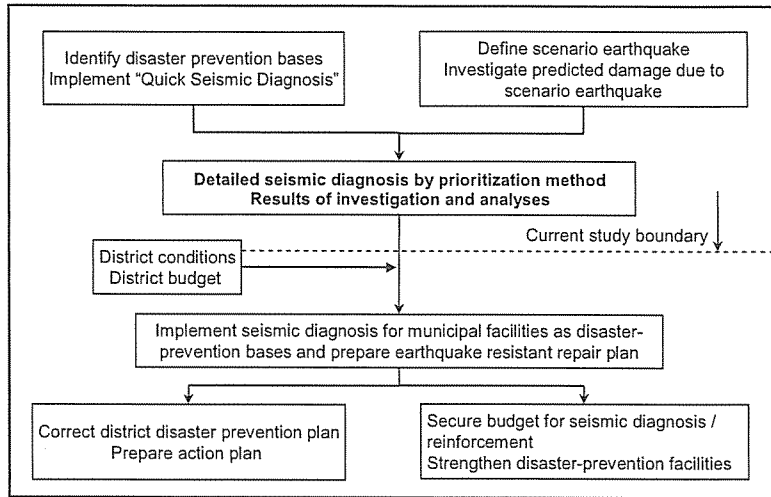 Identify disaster prevention bases
Implement “Quick Seismic Diagnosis”
Define scenario earthquake
Investigate predicted damage due to
scenario earthquake
Detailed seismic diagnosis by prioritization method
Results of investigation and analyses
Current study boundary
District conditions
District budget
Implement seismic diagnosis for municipal facilities as disaster-
prevention bases and prepare earthquake resistant repair plan
Correct district disaster prevention plan
Prepare action plan
Secure budget for seismic diagnosis /
reinforcement
Strengthen disaster-prevention facilities